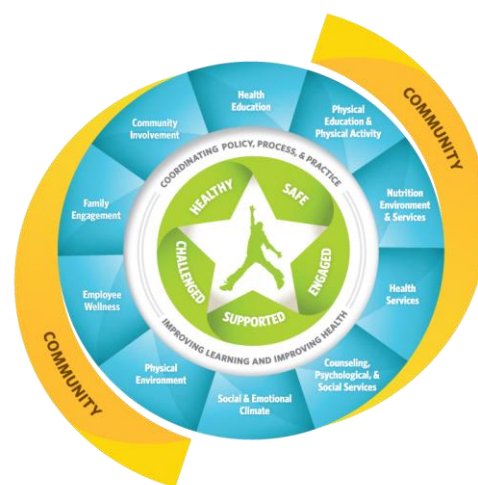 COMMUNITY
Health
Education
Physical
Education &
Physical Activity
Nutrition
Environment
& Services
Health
Services
Counseling,
Psychological, &
Social Services
Social & Emotional
Climate
Physical
Environment
Employee
Wellness
Family
Engagement
Community
Involvement
COORDINATING POLICY, PROCESS, & PRACTICE
IMPROVING LEARNING AND IMPROVING HEALTH
HEALTHY
SAFE
ENGAGED
SUPPORTED
CHALLENGED
COMMUNITY